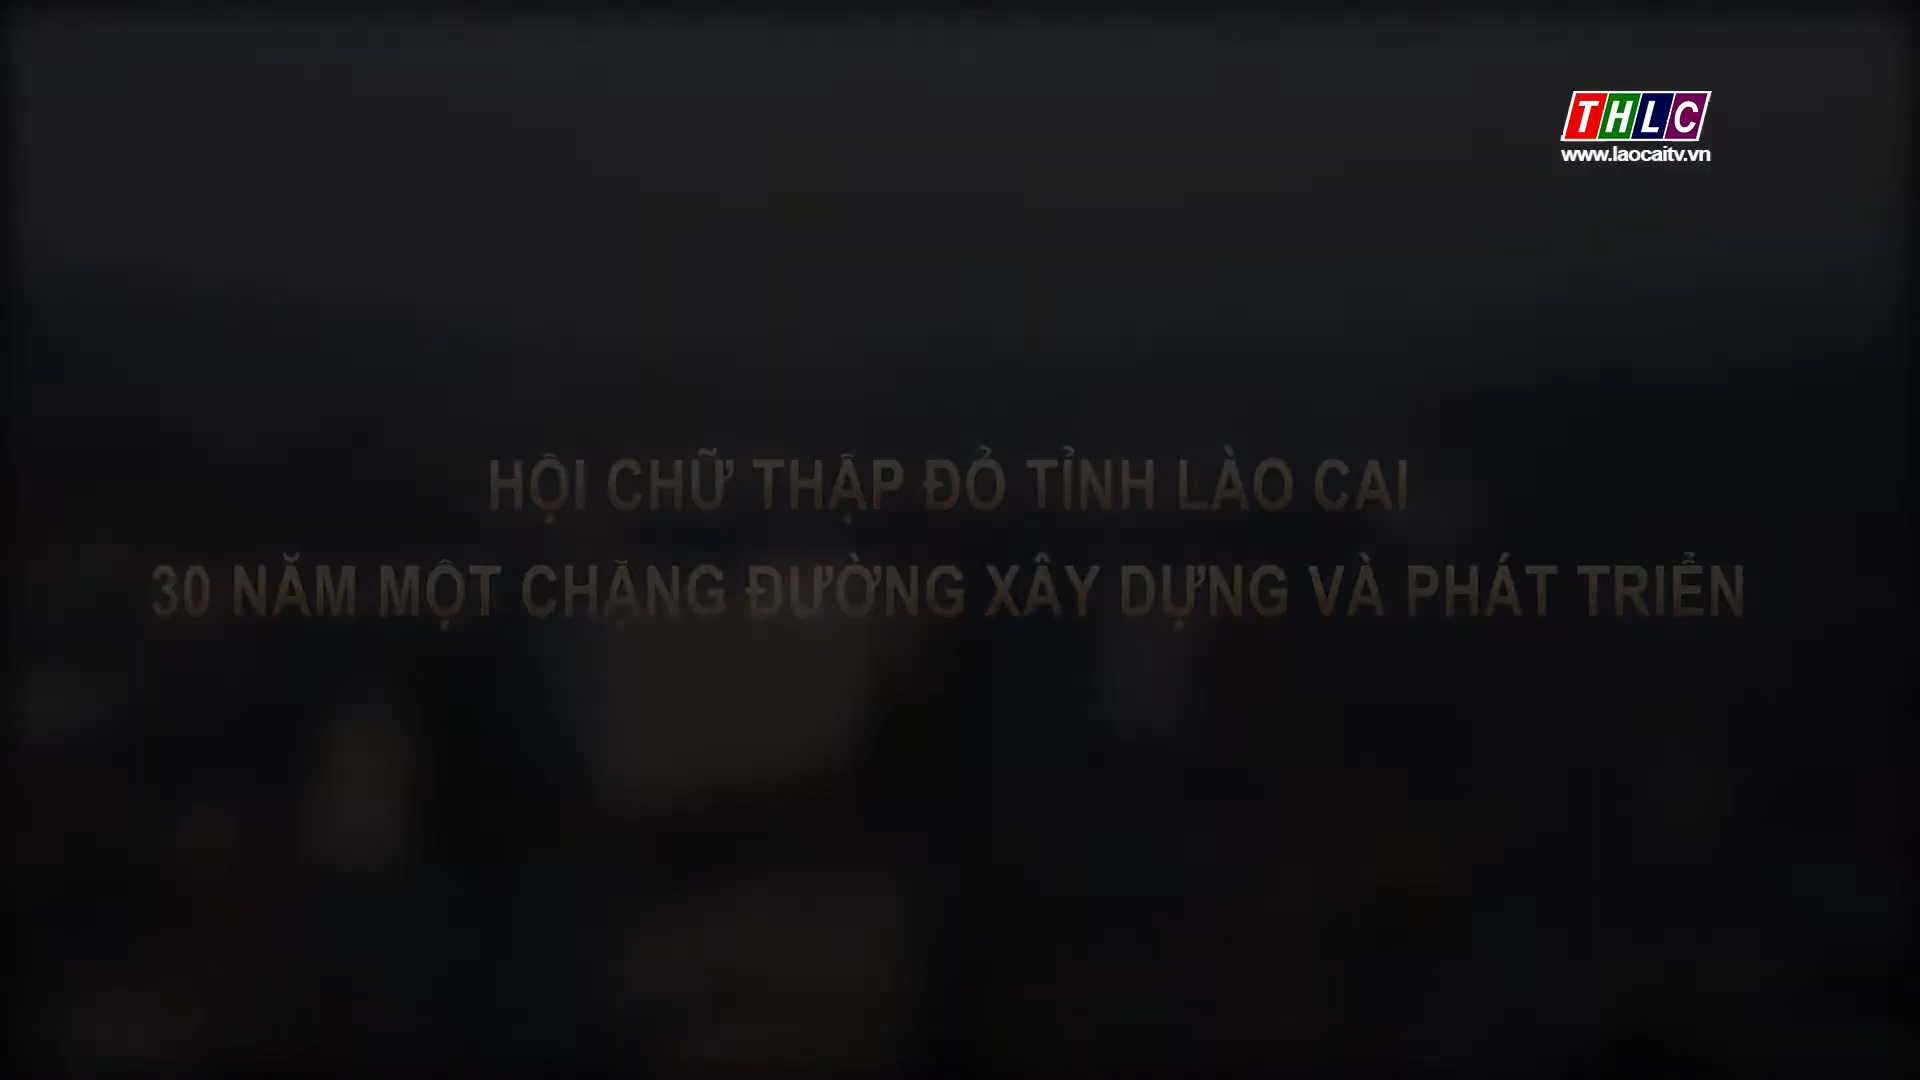 THLC
www.laocaitv.vn
HỘI CHỮ THẬP ĐỎ TỈNH LÀO CAI
30 NĂM MỘT CHẶNG ĐƯỜNG XÂY DỰNG VÀ PHÁT TRIỂN